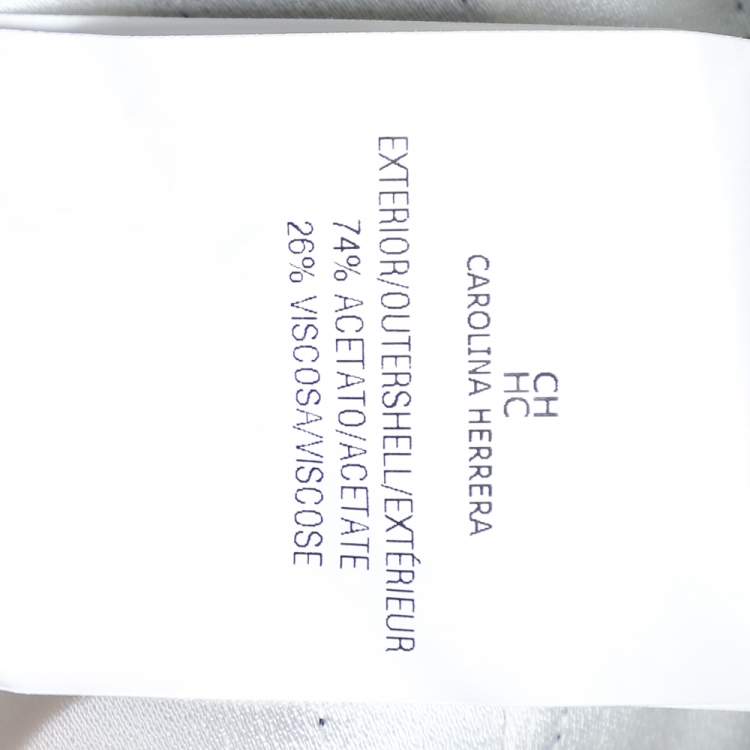 CH
HC
CAROLINA HERRERA
EXTERIOR/OUTERSHELL/EXTÉRIEUR
74% ACETATO/ACETATE
26% VISCOSA/VISCOSE